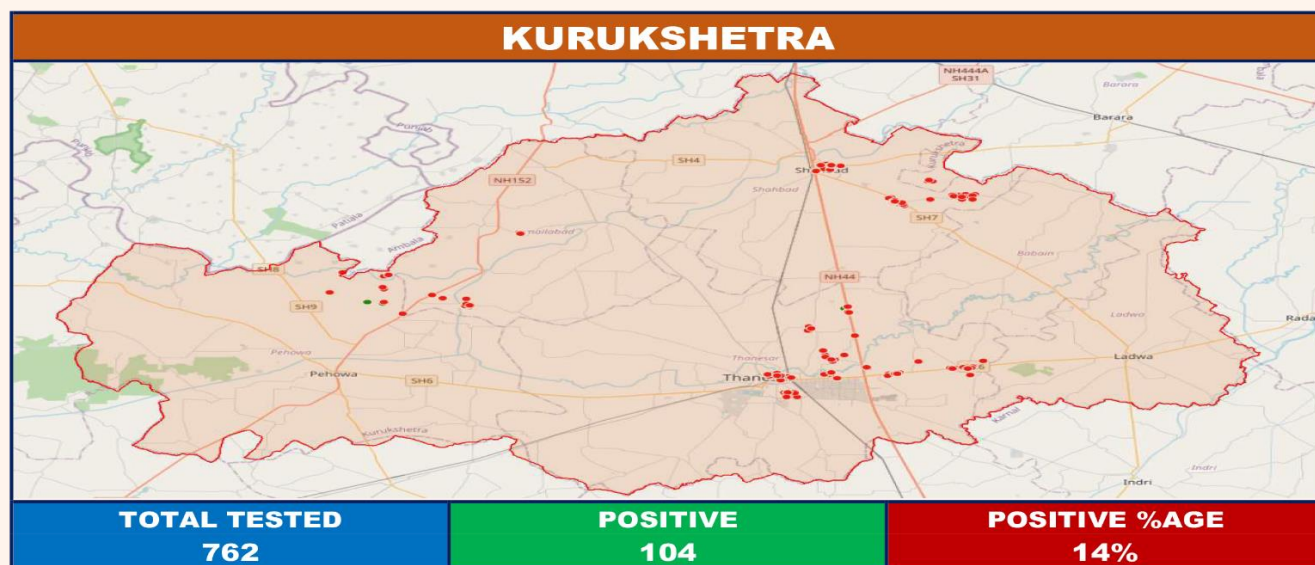 KURUKSHETRA
NH444A
SH31
Barara
Barara
Punjab
SH4
Kurukshetra
NH152
Shahbad
SH7
Patiala
Ambala
Babain
SH8
NH44
SH9
Ladwa
Pehowa
Thanesar
Ladwa
Pehowa
SH6
Kurukshetra
Karnal
Indri
Indri
TOTAL TESTED
POSITIVE
POSITIVE %AGE
762
104
14%